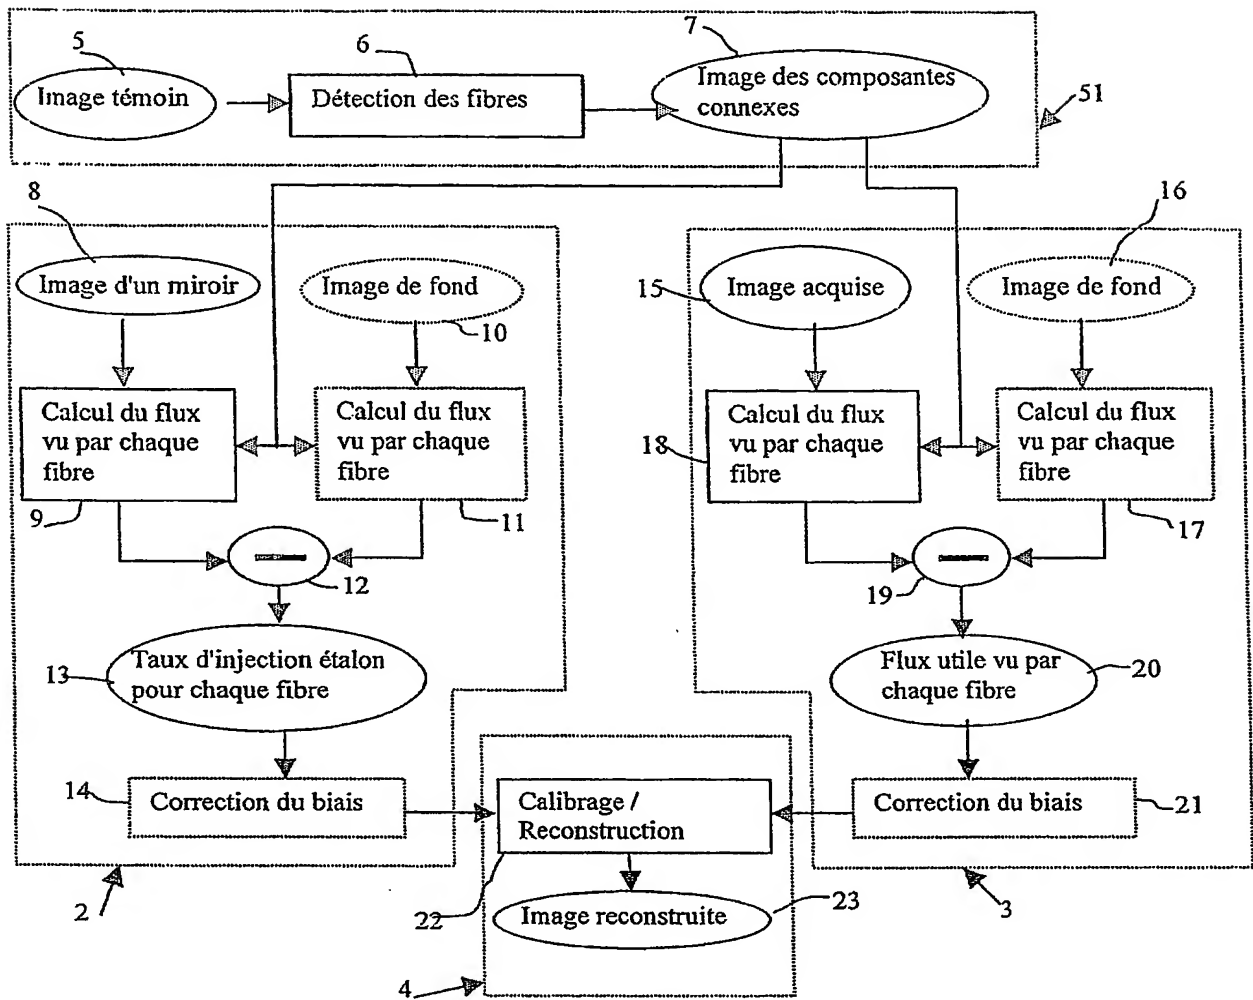 5
6
7
Image témoin
Détection des fibres
Image des composantes
connexes
51
8
16
Image d'un miroir
Image de fond
10
15
Image acquise
Image de fond
Calcul du flux
vu par chaque
fibre
9
Calcul du flux
vu par chaque
fibre
11
18
Calcul du flux
vu par chaque
fibre
Calcul du flux
vu par chaque
fibre
17
12
19
13
Taux d'injection étalon
pour chaque fibre
Flux utile vu par
chaque fibre
20
14
Correction du biais
Calibrage /
Reconstruction
Correction du biais
21
2
22
Image reconstruite
23
3
4